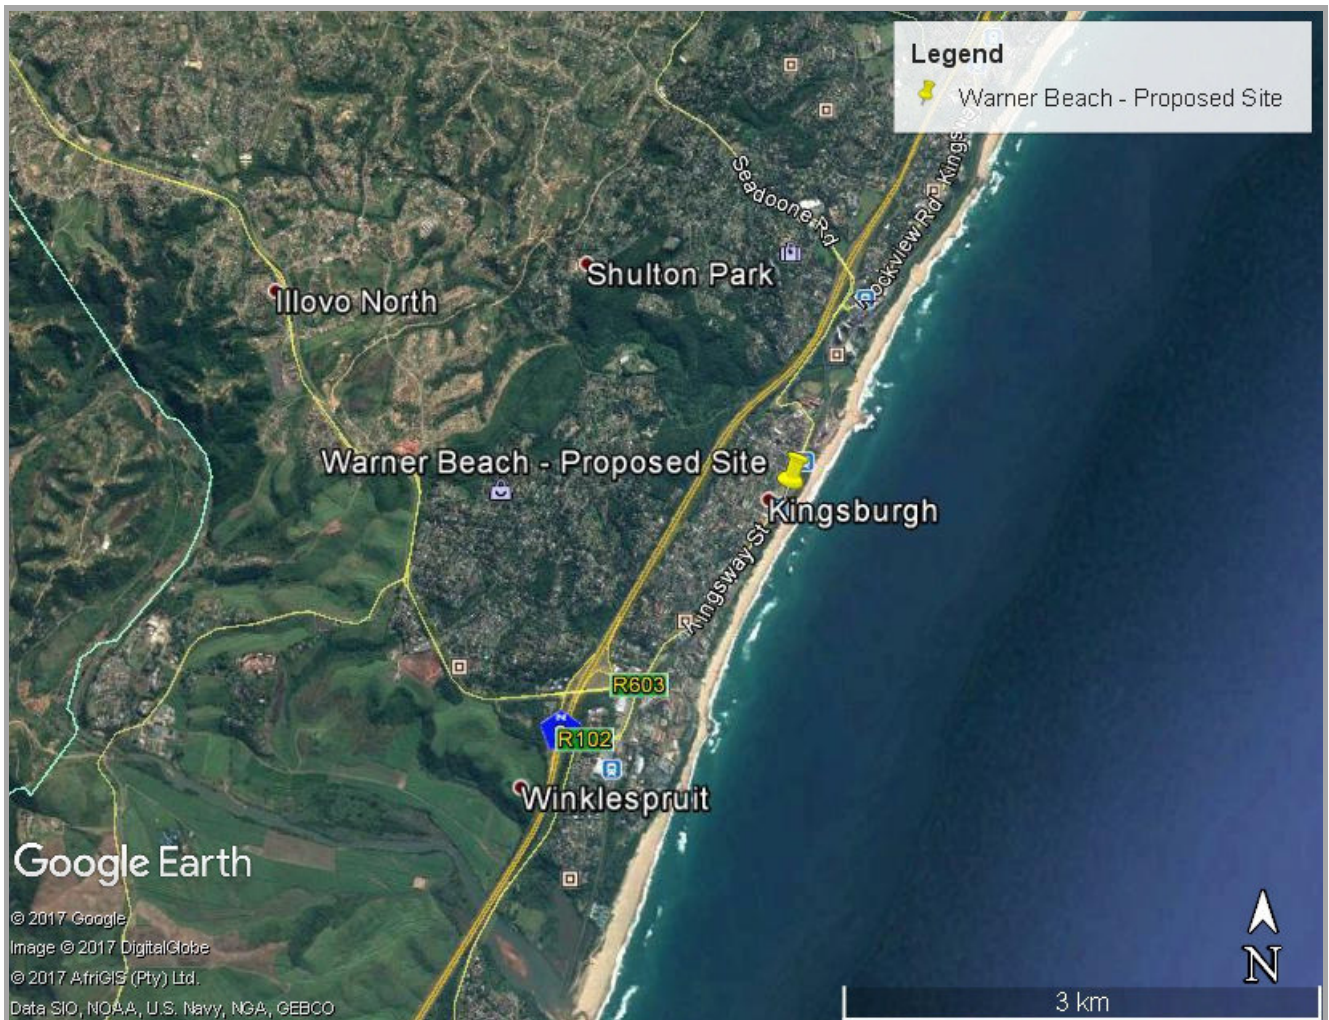 Legend
Warner Beach - Proposed Site
Seadoone Rd
Rockview Rd
Shulton Park
Illovo North
Warner Beach - Proposed Site
Kingsburgh
Kingsway St
R603
R102
Winklespruit
Google Earth
© 2017 Google
Image © 2017 DigitalGlobe
© 2017 AfriGIS (Pty) Ltd.
Data SIO, NOAA, U.S. Navy, NGA, GEBCO
N
3 km